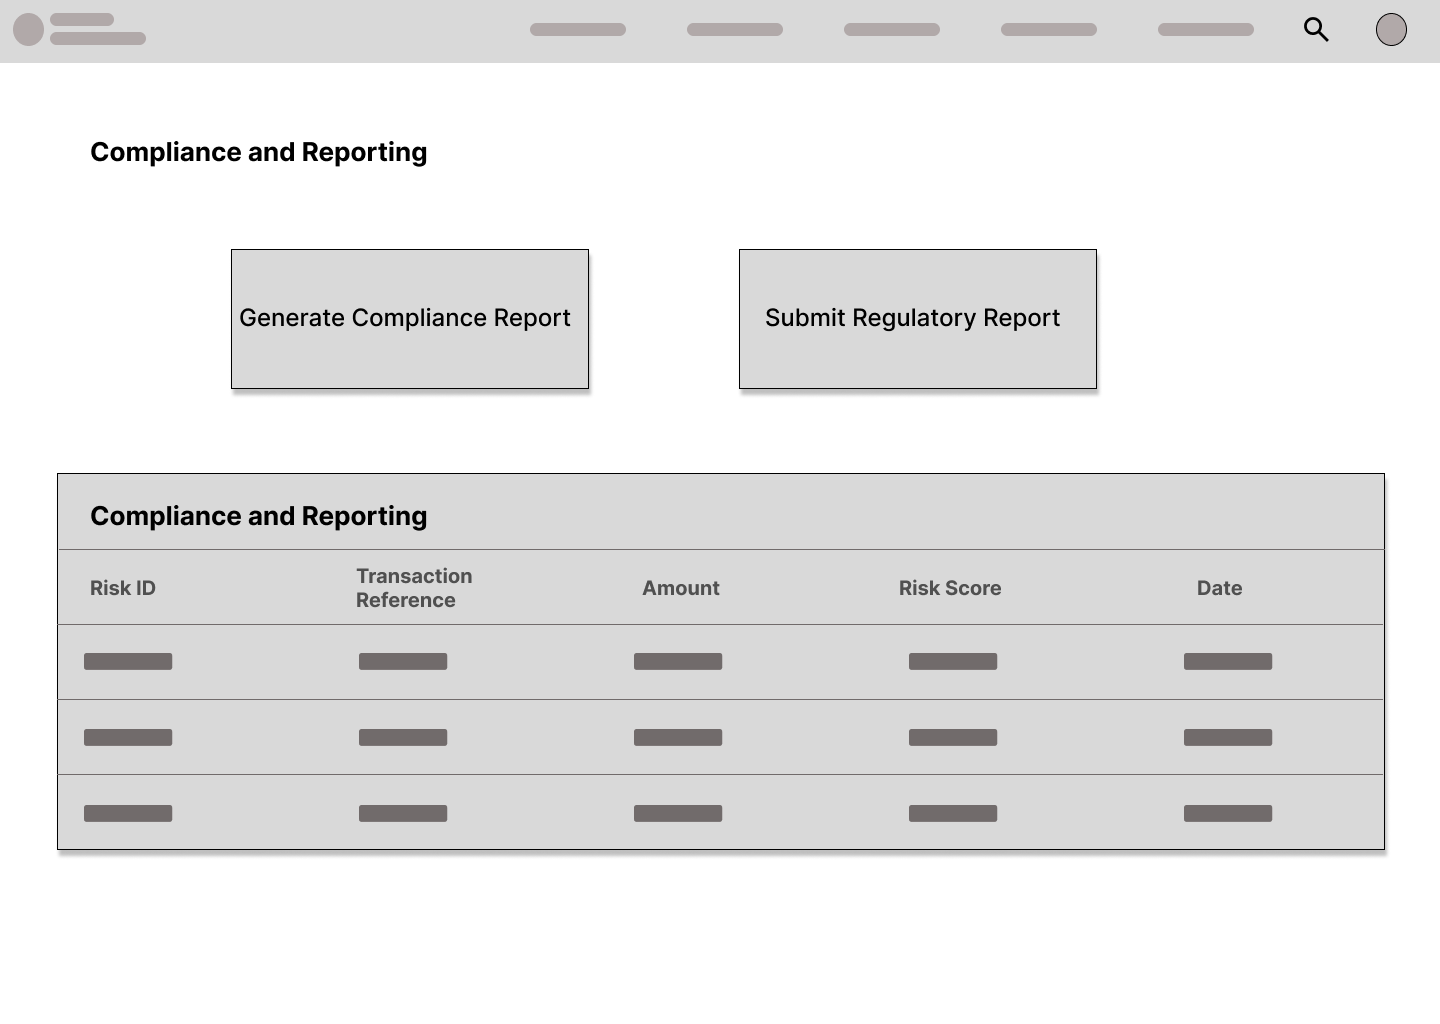 Compliance and Reporting
Generate Compliance Report
Submit Regulatory Report
Compliance and Reporting
Risk ID
Transaction
Reference
Amount
Risk Score
Date